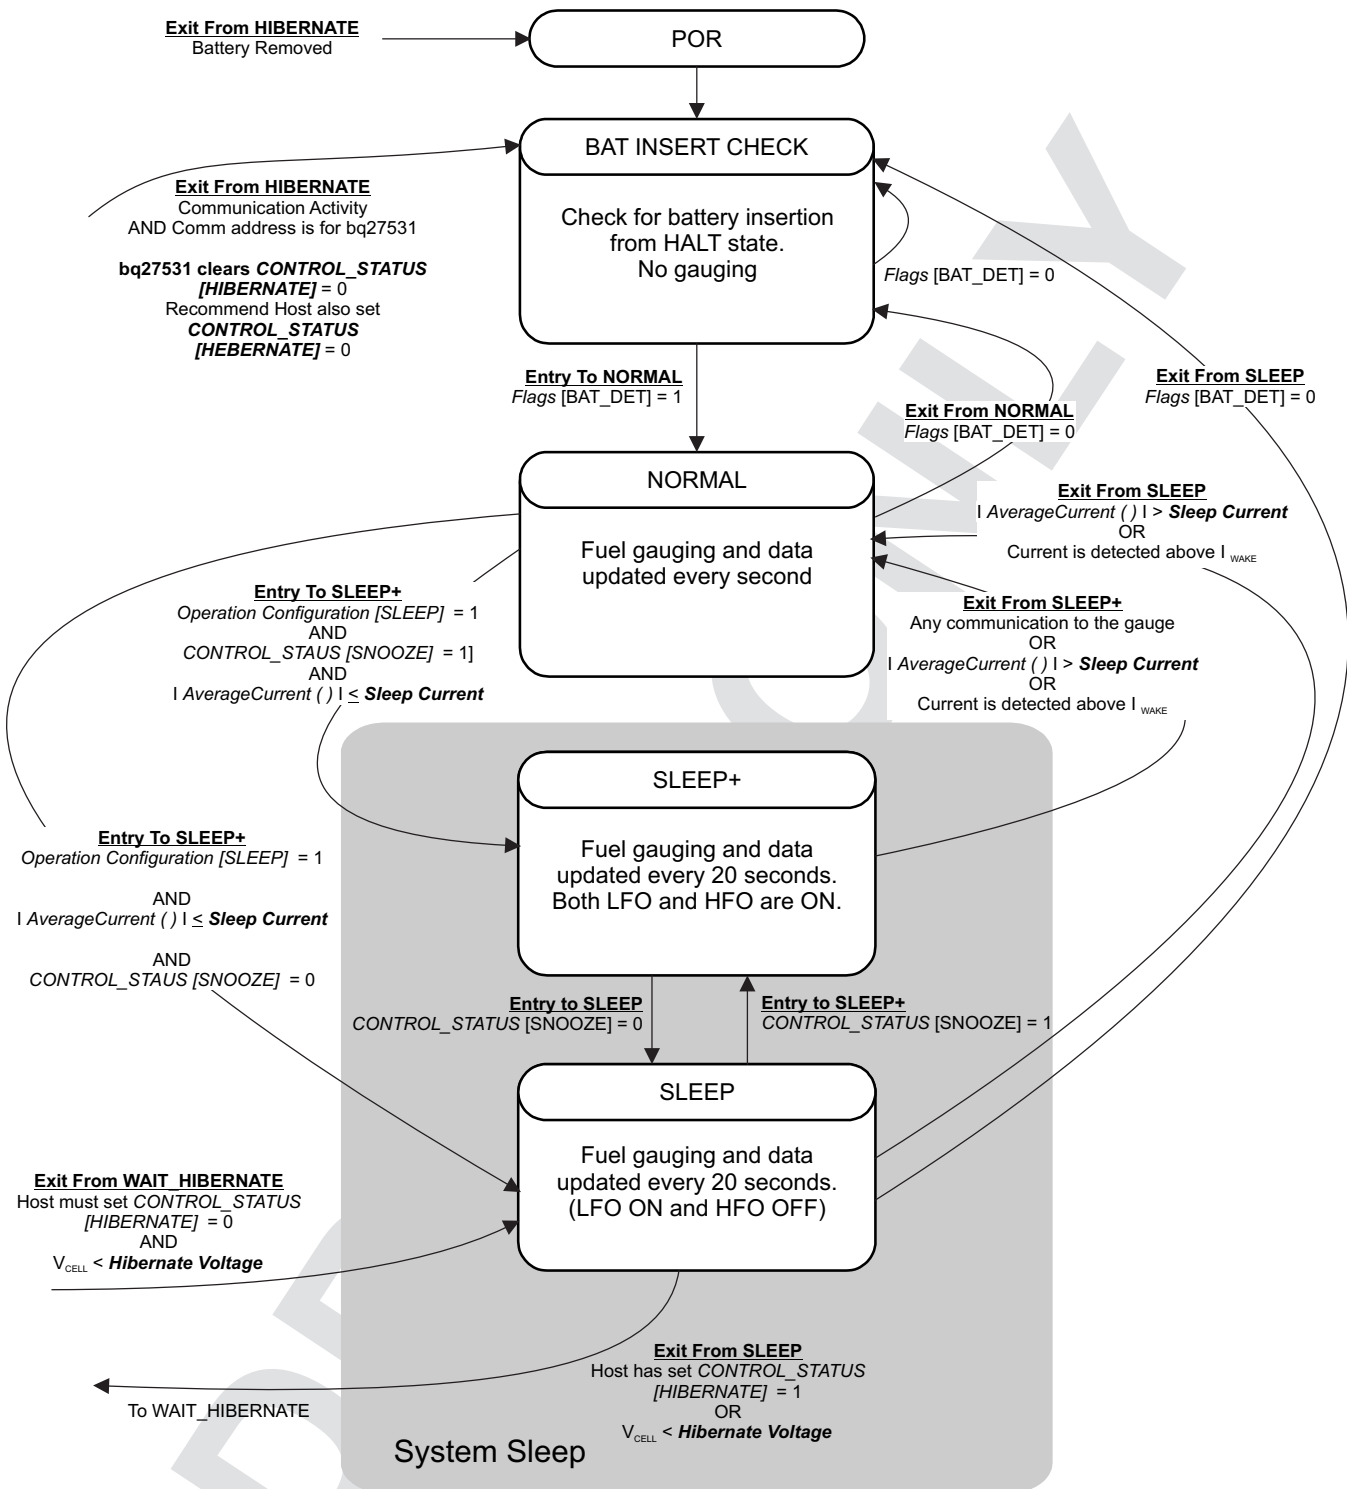 Exit From HIBERNATE
Battery Removed
POR
BAT INSERT CHECK
Check for battery insertion
from HALT state.
No gauging
Exit From HIBERNATE
Communication Activity
AND Comm address is for bq27531
bq27531 clears CONTROL_STATUS
[HIBERNATE] = 0
Recommend Host also set
CONTROL_STATUS
[HEBERNATE] = 0
Flags [BAT_DET] = 0
Entry To NORMAL
Flags [BAT_DET] = 1
Exit From NORMAL
Flags [BAT_DET] = 0
Exit From SLEEP
Flags [BAT_DET] = 0
NORMAL
Fuel gauging and data
updated every second
Exit From SLEEP
I AverageCurrent ( ) I > Sleep Current
OR
Current is detected above I WAKE
Entry To SLEEP+
Operation Configuration [SLEEP] = 1
AND
CONTROL_STAUS [SNOOZE] = 1]
AND
I AverageCurrent ( ) I ≤ Sleep Current
Exit From SLEEP+
Any communication to the gauge
OR
I AverageCurrent ( ) I > Sleep Current
OR
Current is detected above I WAKE
SLEEP+
Fuel gauging and data
updated every 20 seconds.
Both LFO and HFO are ON.
Entry To SLEEP+
Operation Configuration [SLEEP] = 1
AND
I AverageCurrent ( ) I ≤ Sleep Current
AND
CONTROL_STAUS [SNOOZE] = 0
Entry to SLEEP
CONTROL_STATUS [SNOOZE] = 0
Entry to SLEEP+
CONTROL_STATUS [SNOOZE] = 1
SLEEP
Fuel gauging and data
updated every 20 seconds.
(LFO ON and HFO OFF)
Exit From WAIT_HIBERNATE
Host must set CONTROL_STATUS
[HIBERNATE] = 0
AND
VCELL < Hibernate Voltage
Exit From SLEEP
Host has set CONTROL_STATUS
[HIBERNATE] = 1
OR
VCELL < Hibernate Voltage
To WAIT_HIBERNATE
System Sleep